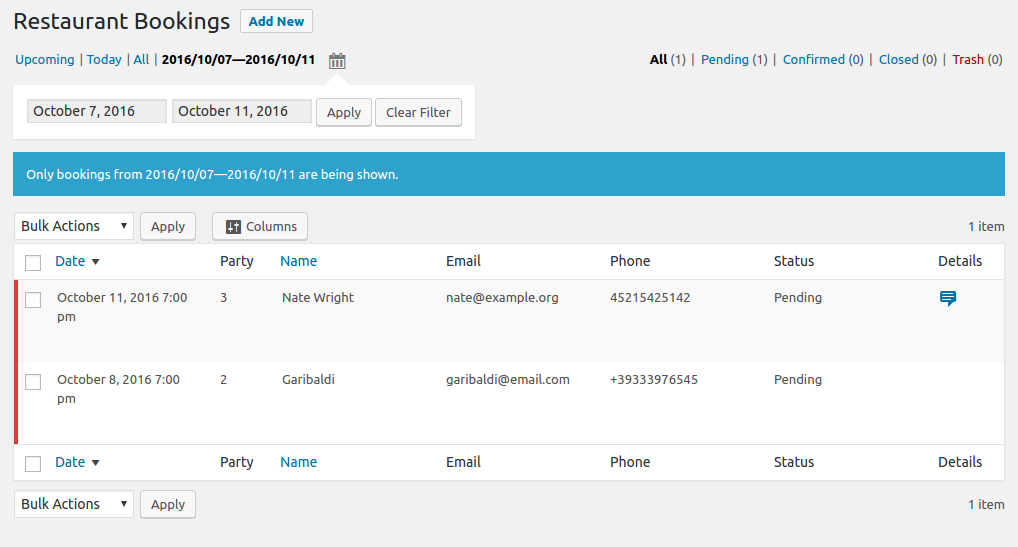 Restaurant Bookings Add New
Upcoming | Today | All | 2016/10/07—2016/10/11
All (1) | Pending (1) | Confirmed (0) | Closed (0) | Trash (0)
October 7, 2016 October 11, 2016 Apply Clear Filter
Only bookings from 2016/10/07—2016/10/11 are being shown.
Bulk Actions Apply Columns 1 item
Date Party Name Email Phone Status Details
October 11, 2016 7:00 3 Nate Wright nate@example.org 45215425142 Pending
pm
October 8, 2016 7:00 2 Garibaldi garibaldi@email.com +39333976545 Pending
pm
Date Party Name Email Phone Status Details
Bulk Actions Apply 1 item